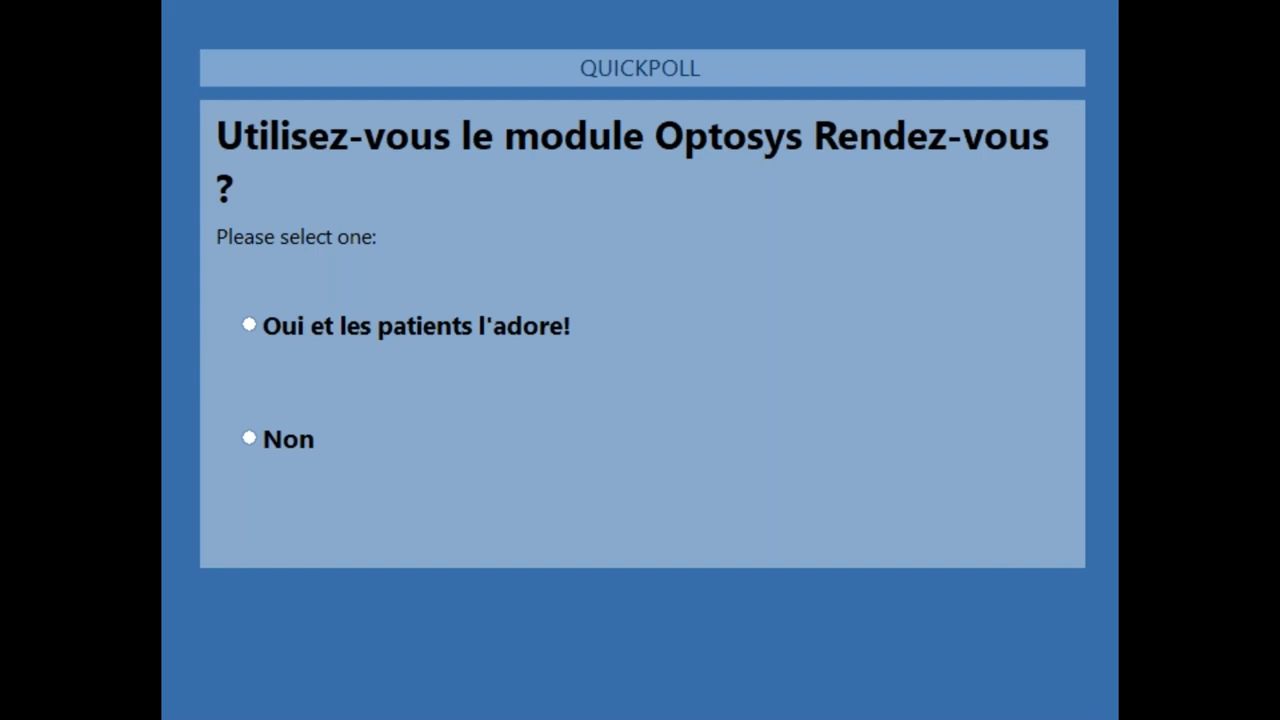 QUICKPOLL
Utilisez-vous le module Optosys Rendez-vous
?
Please select one:
Oui et les patients l'adore!
Non